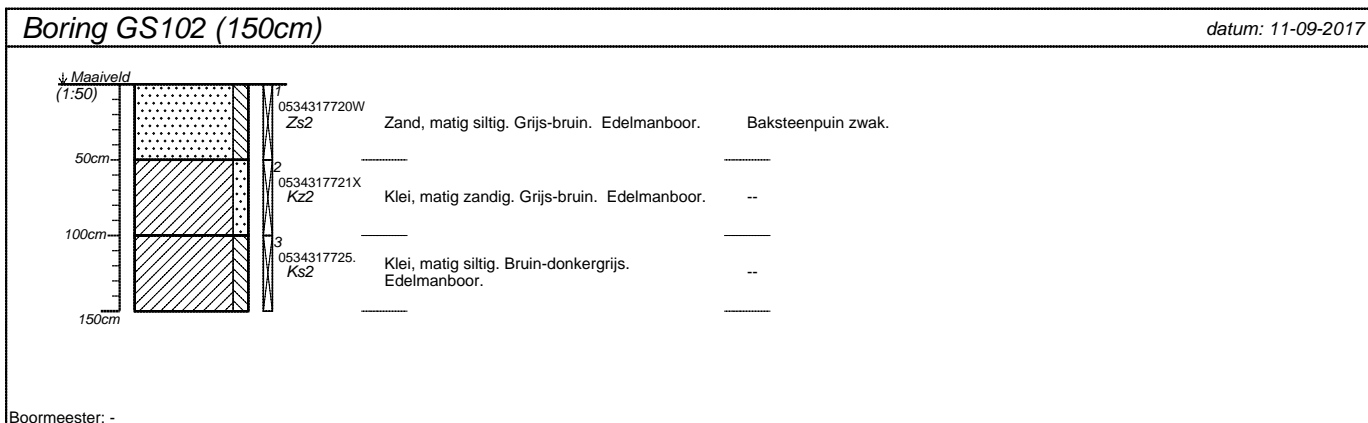 Boring GS102 (150cm) datum: 11-09-2017
Maaiveld
(1:50)
1
0534317720W
Zs2 Zand, matig siltig. Grijs-bruin. Edelmanboor. Baksteenpuin zwak.
50cm
2
0534317721X
Kz2 Klei, matig zandig. Grijs-bruin. Edelmanboor. --
100cm
3
0534317725.
Ks2 Klei, matig siltig. Bruin-donkergrijs. --
Edelmanboor.
150cm
Boormeester: -